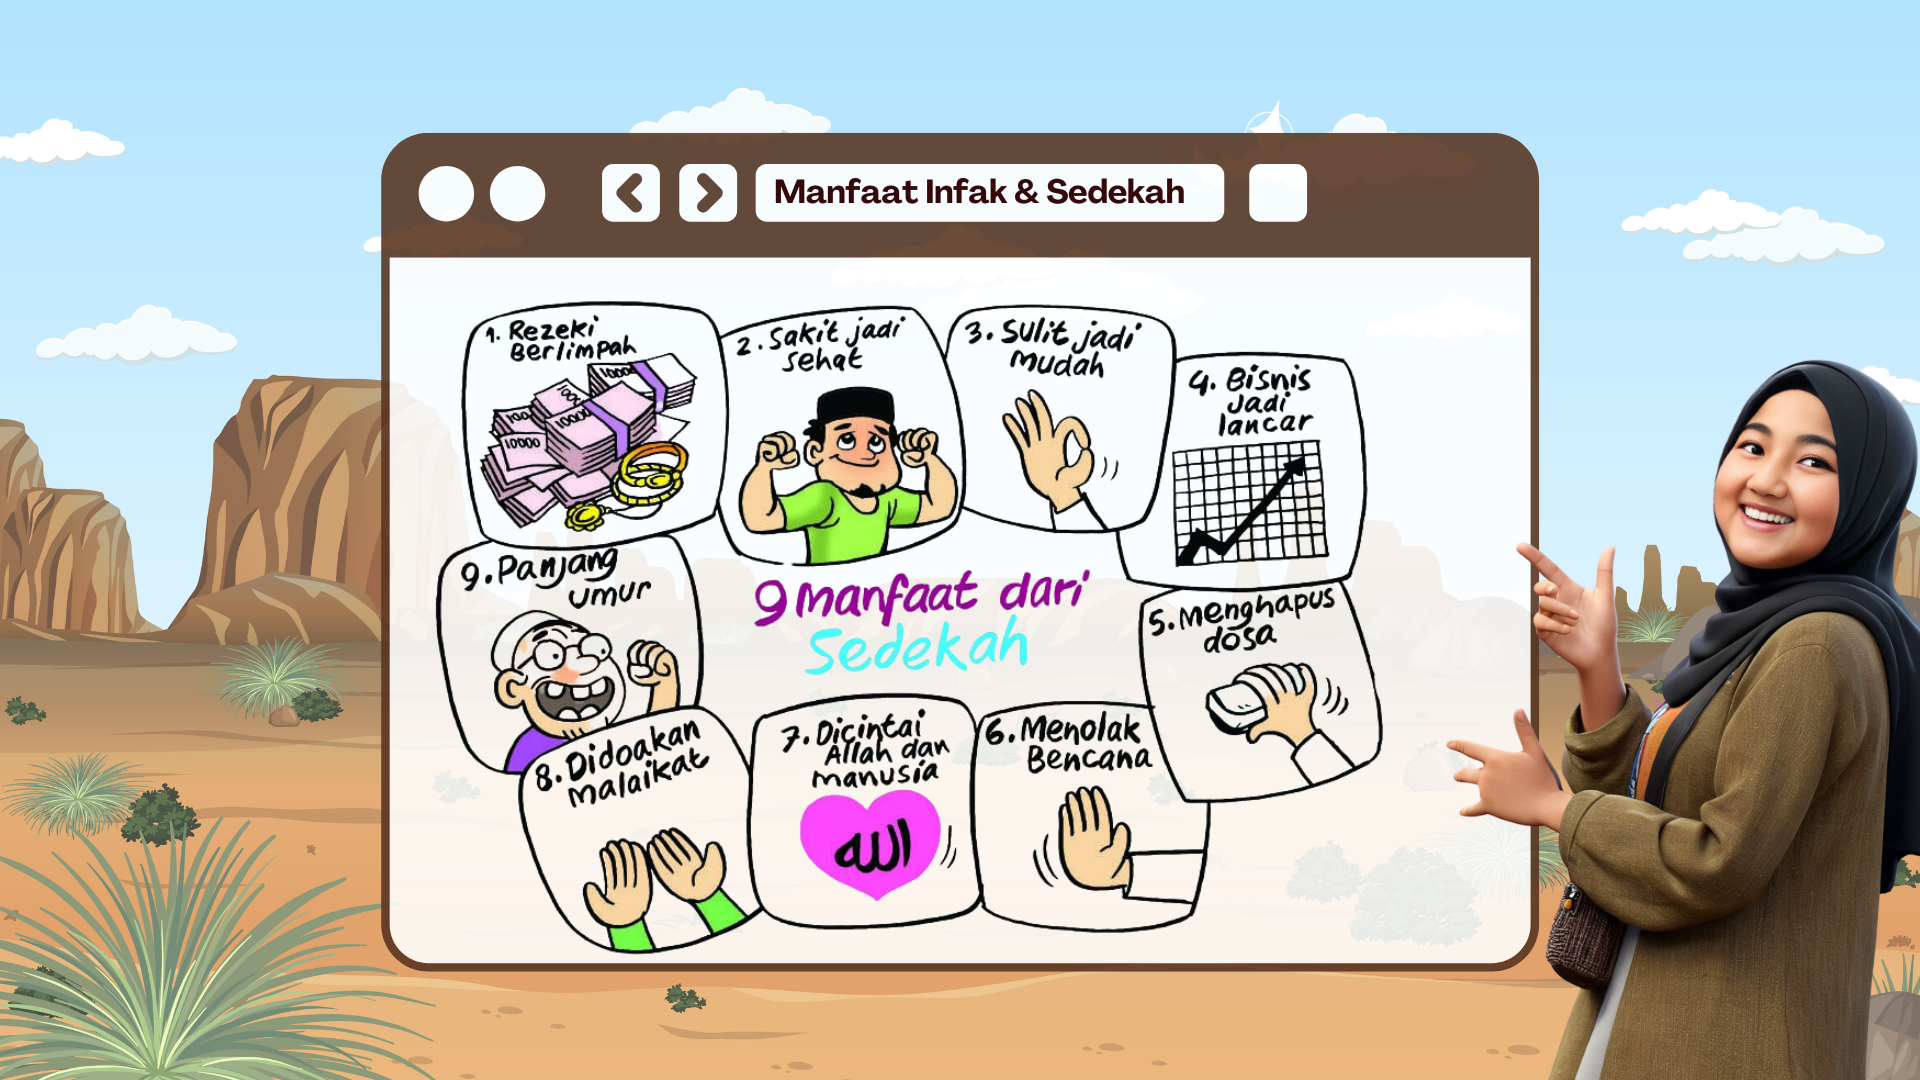 Manfaat Infak & Sedekah
1. Rezeki
Berlimpah
10000
10000
10000
2. Sakit jadi
sehat
3. Sulit jadi
mudah
4. Bisnis
Jadi
lancar
9 manfaat dari
Sedekah
5. Menghapus
dosa
6. Menolak
Bencana
7. Dicintai
Allah dan
manusia
الله
8. Didoakan
malaikat
9. Panjang
umur